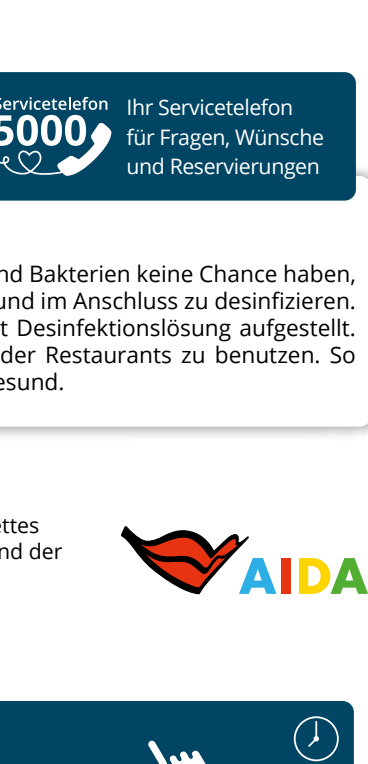 Servicetelefon
5000
Ihr Servicetelefon
für Fragen, Wünsche
und Reservierungen
nd Bakterien keine Chance haben,
und im Anschluss zu desinfizieren.
t Desinfektionslösung aufgestellt.
der Restaurants zu benutzen. So
esund.
ettes
nd der
AIDA